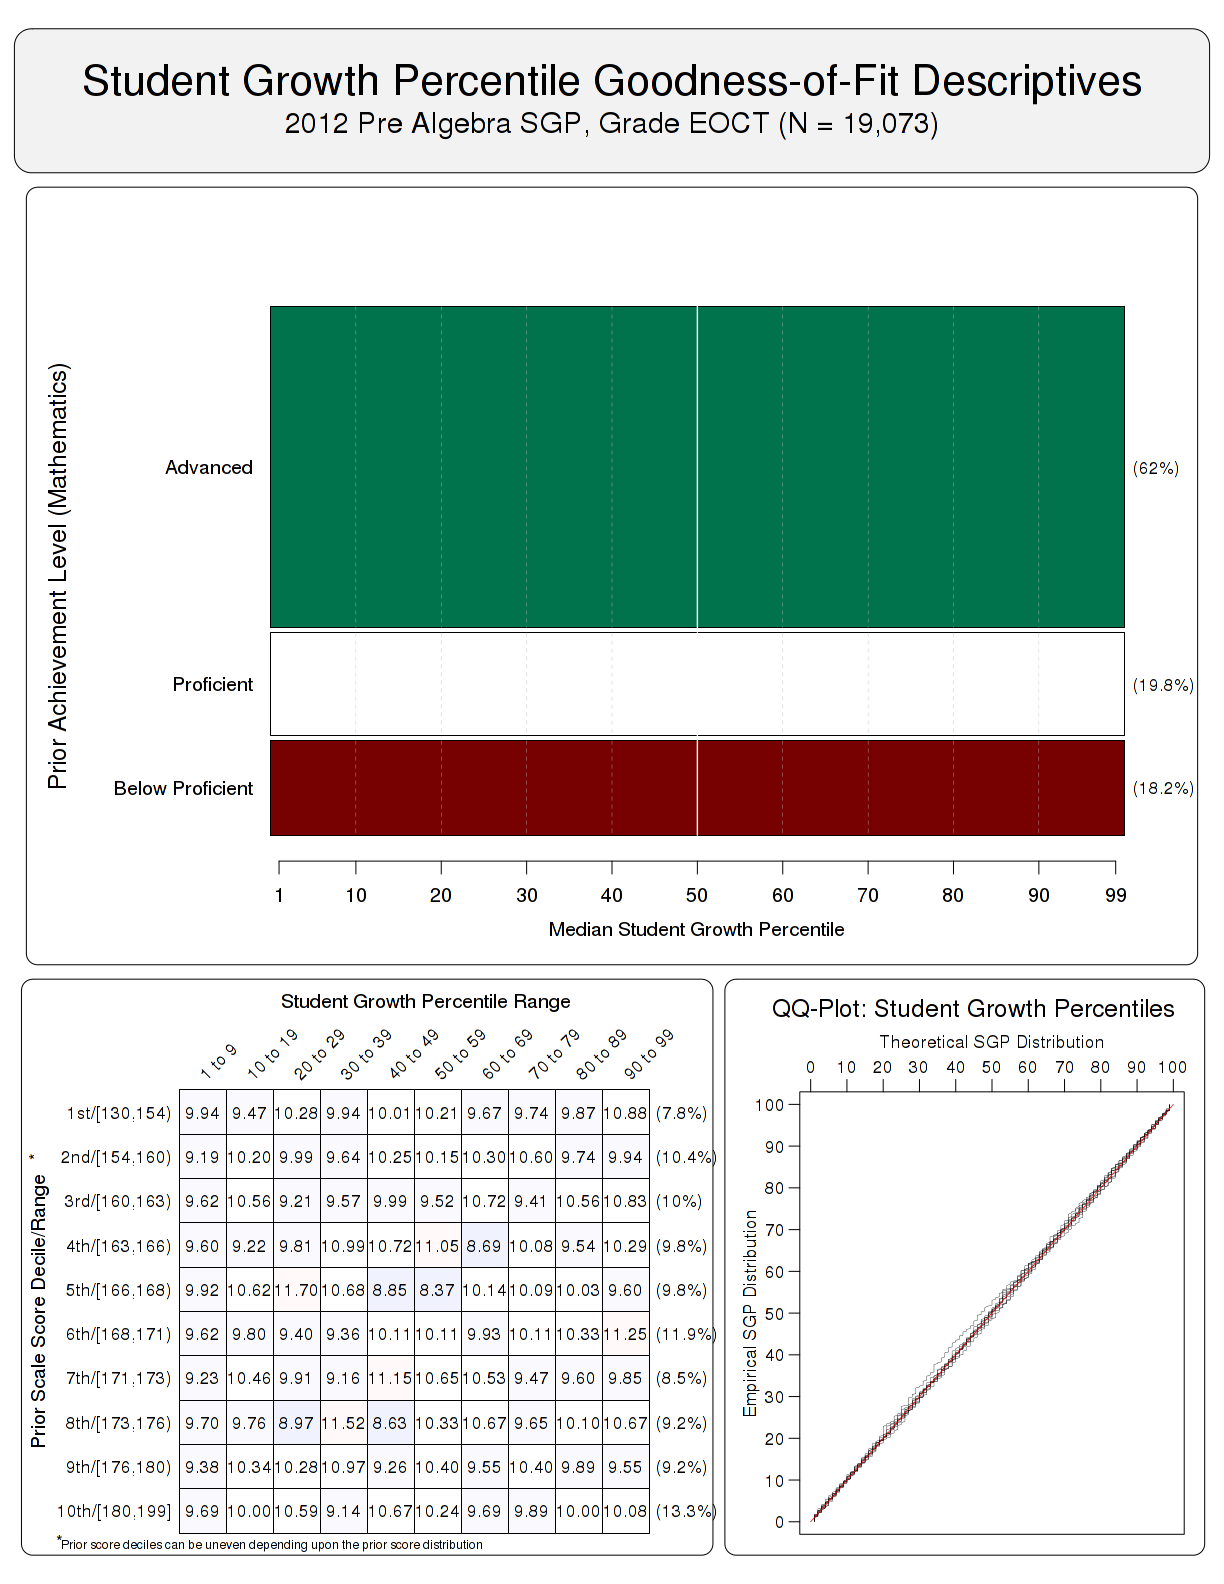 Student Growth Percentile Goodness-of-Fit Descriptives
2012 Pre Algebra SGP, Grade EOCT (N = 19,073)
Prior Achievement Level (Mathematics)
Advanced (62%)
Proficient (19.8%)
Below Proficient (18.2%)
1 10 20 30 40 50 60 70 80 90 99
Median Student Growth Percentile
Student Growth Percentile Range
1 to 9 10 to 19 20 to 29 30 to 39 40 to 49 50 to 59 60 to 69 70 to 79 80 to 89 90 to 99
Prior Scale Score Decile/Range *
1st/[130,154) 9.94 9.47 10.28 9.94 10.01 10.21 9.67 9.74 9.87 10.88 (7.8%)
2nd/[154,160) 9.19 10.20 9.99 9.64 10.25 10.15 10.30 10.60 9.74 9.94 (10.4%)
3rd/[160,163) 9.62 10.56 9.21 9.57 9.99 9.52 10.72 9.41 10.56 10.83 (10%)
4th/[163,166) 9.60 9.22 9.81 10.99 10.72 11.05 8.69 10.08 9.54 10.29 (9.8%)
5th/[166,168) 9.92 10.62 11.70 10.68 8.85 8.37 10.14 10.09 10.03 9.60 (9.8%)
6th/[168,171) 9.62 9.80 9.40 9.36 10.11 10.11 9.93 10.11 10.33 11.25 (11.9%)
7th/[171,173) 9.23 10.46 9.91 9.16 11.15 10.65 10.53 9.47 9.60 9.85 (8.5%)
8th/[173,176) 9.70 9.76 8.97 11.52 8.63 10.33 10.67 9.65 10.10 10.67 (9.2%)
9th/[176,180) 9.38 10.34 10.28 10.97 9.26 10.40 9.55 10.40 9.89 9.55 (9.2%)
10th/[180,199] 9.69 10.00 10.59 9.14 10.67 10.24 9.69 9.89 10.00 10.08 (13.3%)
*Prior score deciles can be uneven depending upon the prior score distribution
QQ-Plot: Student Growth Percentiles
Theoretical SGP Distribution
0 10 20 30 40 50 60 70 80 90 100
Empirical SGP Distribution
100
90
80
70
60
50
40
30
20
10
0